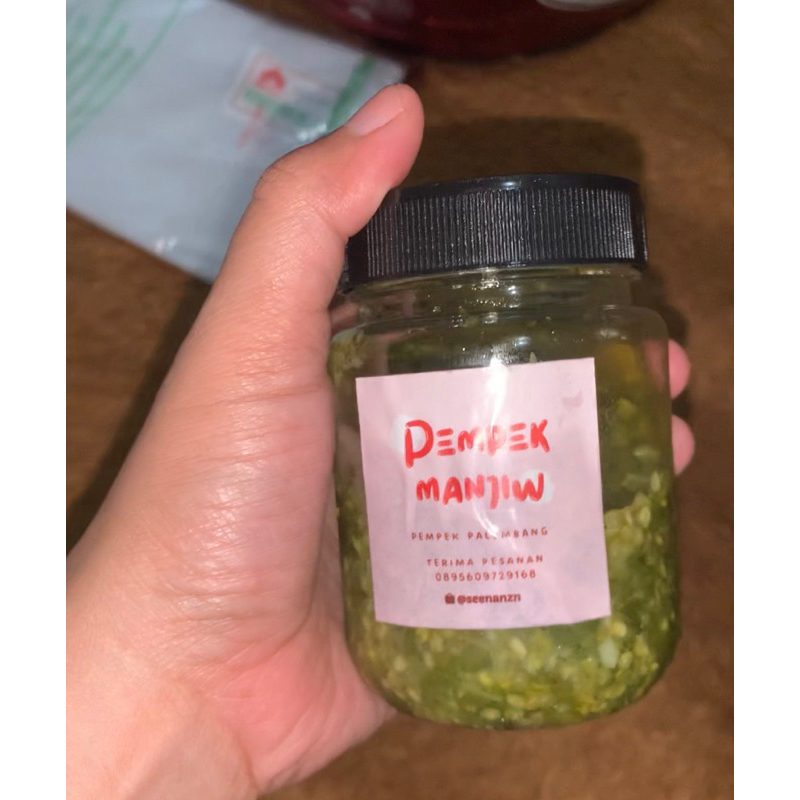 PEMPEK
MANJIW
PEMPEK PALEMBANG
TERIMA PESANAN
0895609729168
@seenanzn